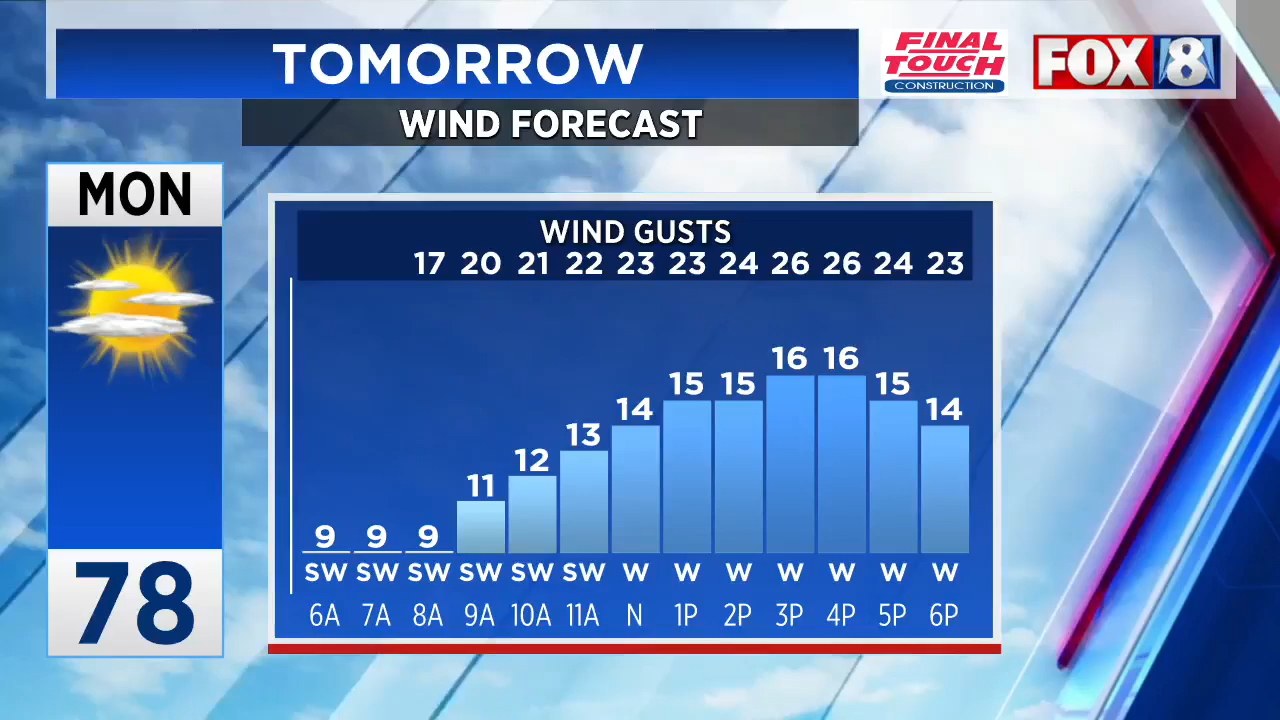 TOMORROW
FINAL
TOUCH
CONSTRUCTION
FOX 8
WIND FORECAST
MON
78
WIND GUSTS
17 20 21 22 23 23 24 26 26 24 23
9 9 9 11 12 13 14 15 15 16 16 15 14
SW SW SW SW SW SW W W W W W W W
6A 7A 8A 9A 10A 11A N 1P 2P 3P 4P 5P 6P